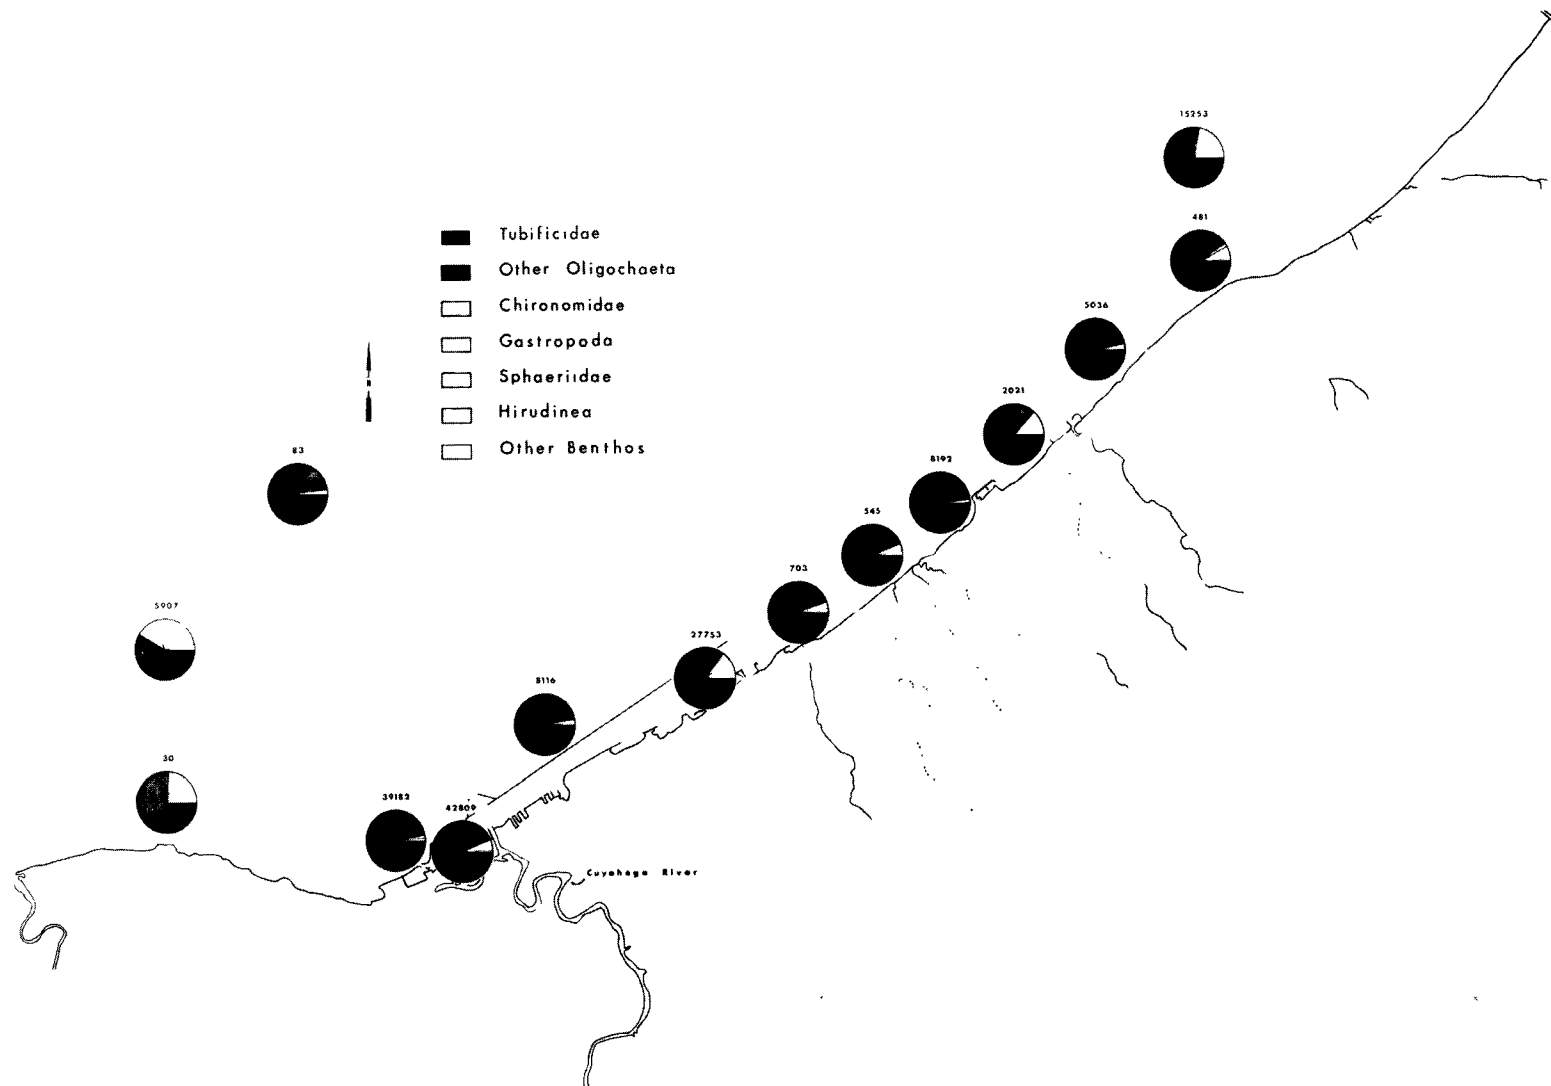 15253
481
Tubificidae
Other Oligochaeta
Chironomidae
Gastropoda
Sphaeriidae
Hirudinea
Other Benthos
5036
2021
83
8192
545
703
5907
27753
8116
30
39182
42809
Cuyahoga River